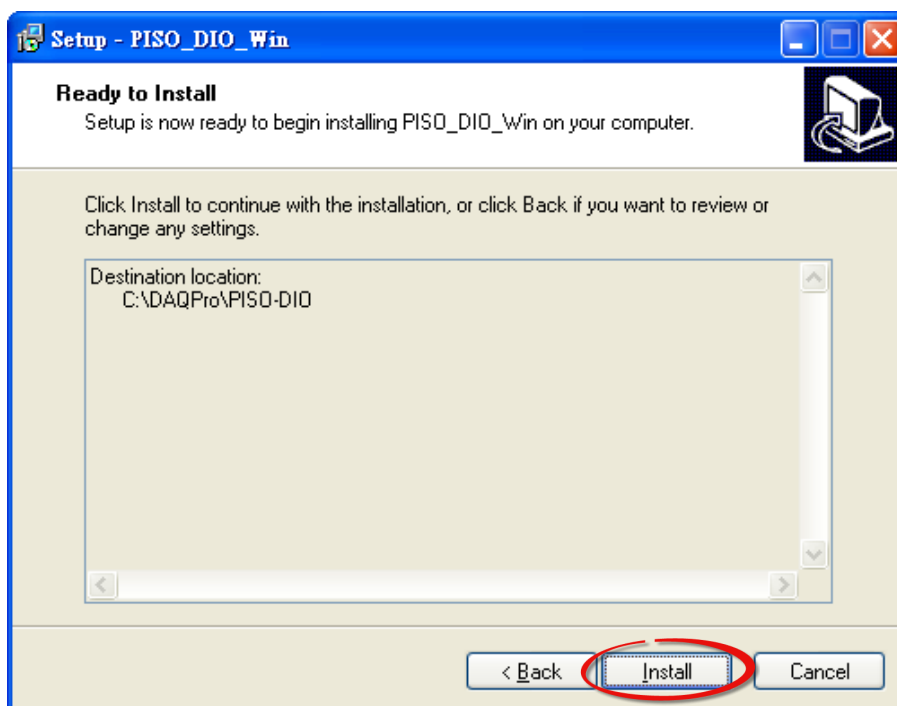 Setup - PISO_DIO_Win
Ready to Install
Setup is now ready to begin installing PISO_DIO_Win on your computer.
Click Install to continue with the installation, or click Back if you want to review or
change any settings.
Destination location:
C:\DAQPro\PISO-DIO
< Back
Install
Cancel